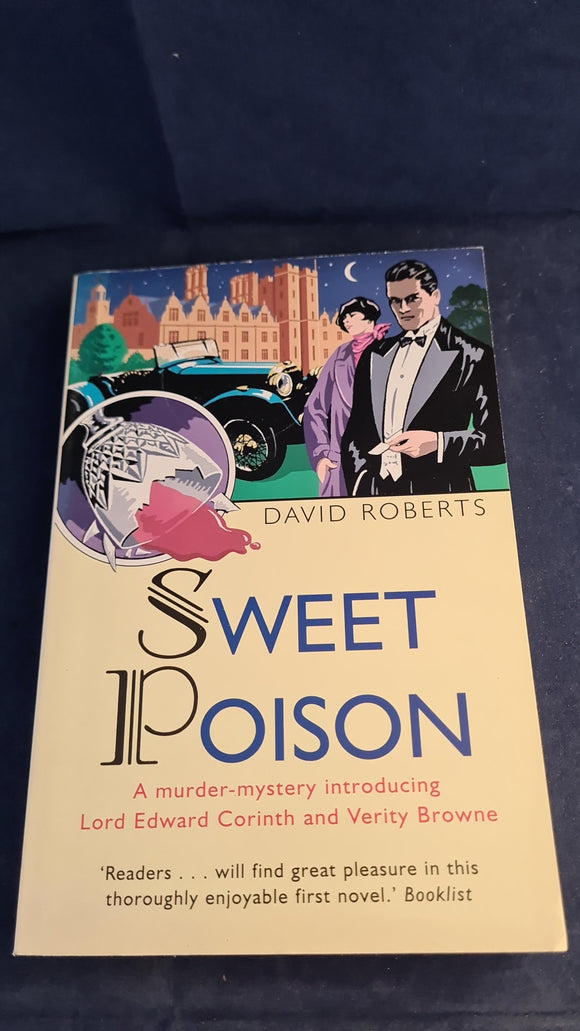 DAVID ROBERTS
SWEET
POISON
A murder-mystery introducing
Lord Edward Corinth and Verity Browne
‘Readers . . . will find great pleasure in this
thoroughly enjoyable first novel.’ Booklist